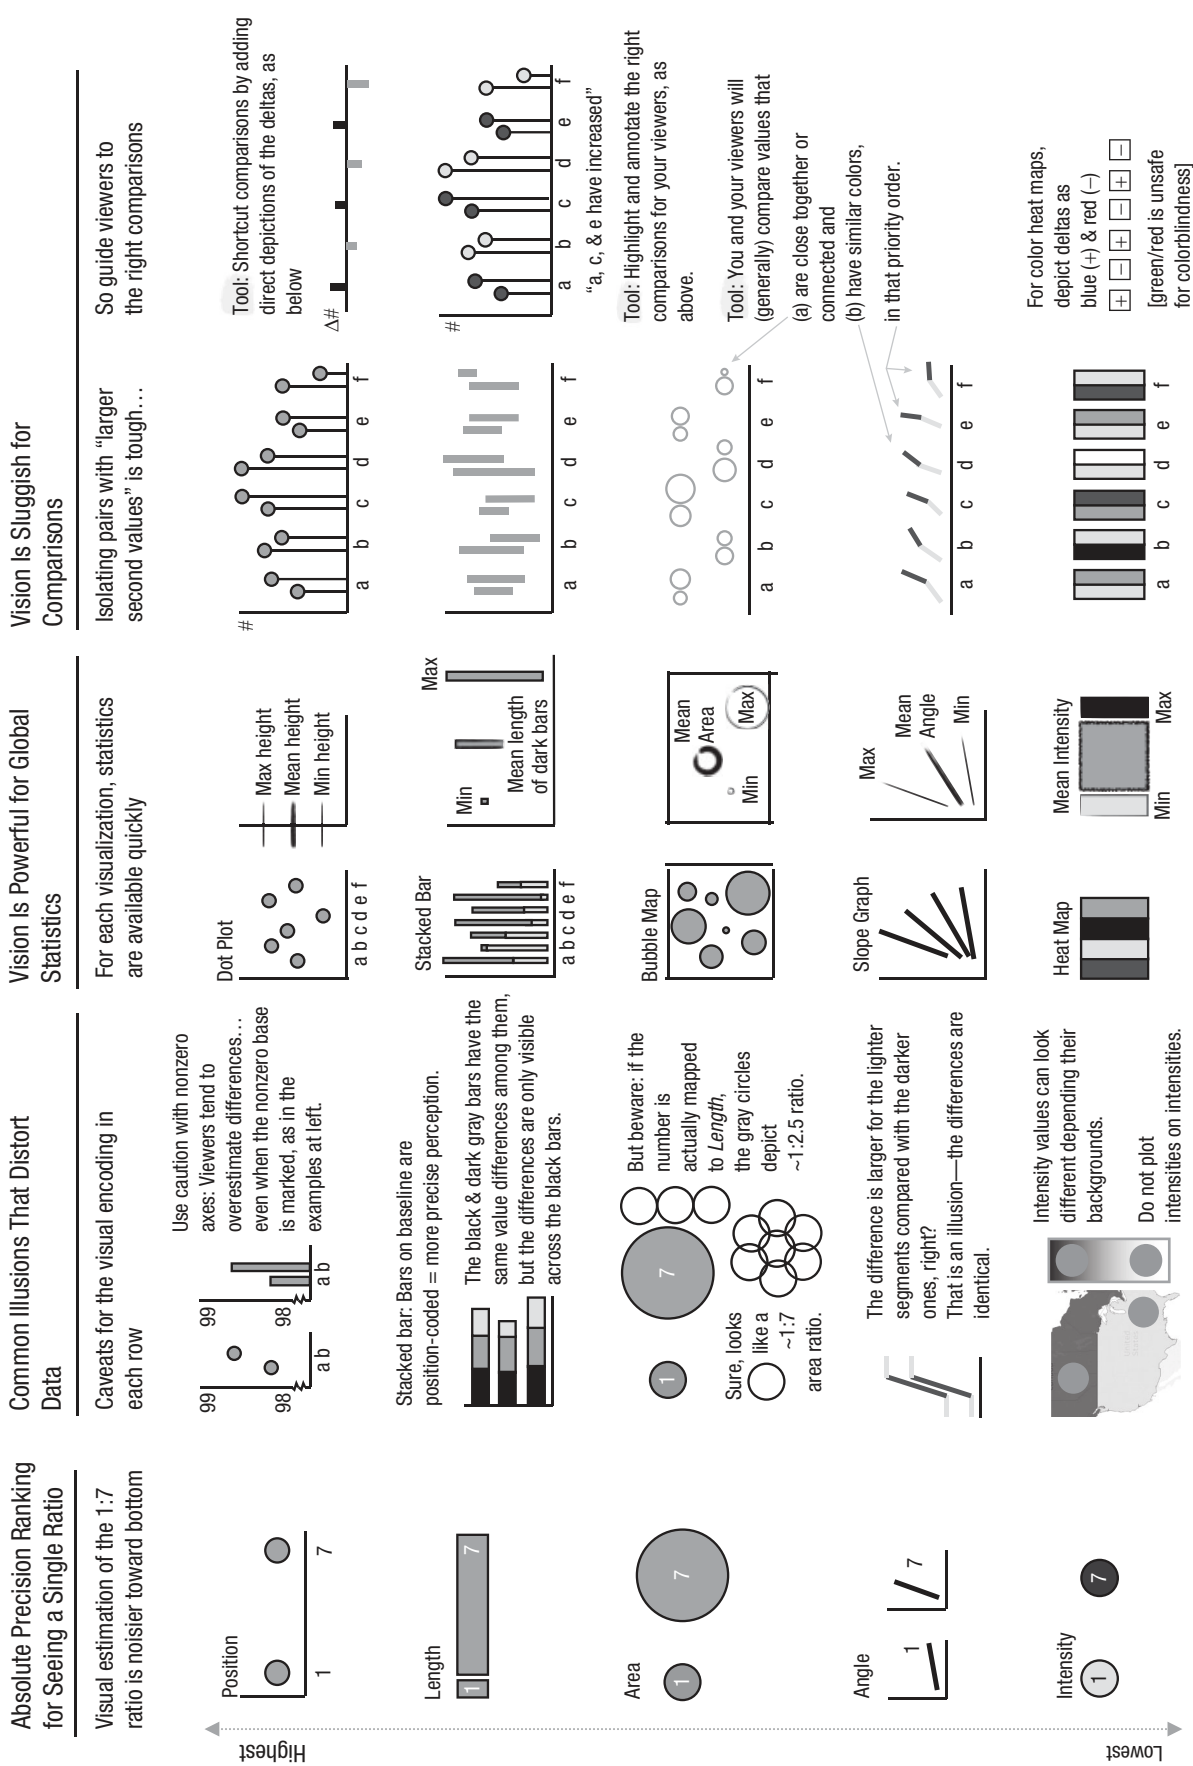 Absolute Precision Ranking
for Seeing a Single Ratio
Visual estimation of the 1:7
ratio is noisier toward bottom
Highest
Lowest
Position
1
7
Length
1
7
Area
1
7
Angle
1
7
Intensity
1
7
Common Illusions That Distort
Data
Caveats for the visual encoding in
each row
99
98
a b
99
98
a b
Use caution with nonzero
axes: Viewers tend to
overestimate differences…
even when the nonzero base
is marked, as in the
examples at left.
Stacked bar: Bars on baseline are
position-coded = more precise perception.
The black & dark gray bars have the
same value differences among them,
but the differences are only visible
across the black bars.
1
7
Sure, looks
like a
~1:7
area ratio.
But beware: if the
number is
actually mapped
to Length,
the gray circles
depict
~1:2.5 ratio.
The difference is larger for the lighter
segments compared with the darker
ones, right?
That is an illusion—the differences are
identical.
Intensity values can look
different depending their
backgrounds.
Do not plot
intensities on intensities.
Vision Is Powerful for Global
Statistics
For each visualization, statistics
are available quickly
Dot Plot
a b c d e f
Max height
Mean height
Min height
Stacked Bar
a b c d e f
Min
Max
Mean length
of dark bars
Bubble Map
Mean
Area
Min
Max
Slope Graph
Max
Mean
Angle
Min
Heat Map
Mean Intensity
Min
Max
Vision Is Sluggish for
Comparisons
Isolating pairs with “larger
second values” is tough…
#
a b c d e f
a b c d e f
a b c d e f
a b c d e f
a b c d e f
So guide viewers to
the right comparisons
Tool: Shortcut comparisons by adding
direct depictions of the deltas, as
below
Δ#
#
a b c d e f
“a, c, & e have increased”
Tool: Highlight and annotate the right
comparisons for your viewers, as
above.
Tool: You and your viewers will
(generally) compare values that
(a) are close together or
connected and
(b) have similar colors,
in that priority order.
For color heat maps,
depict deltas as
blue (+) & red (−)
+ − + − + −
[green/red is unsafe
for colorblindness]